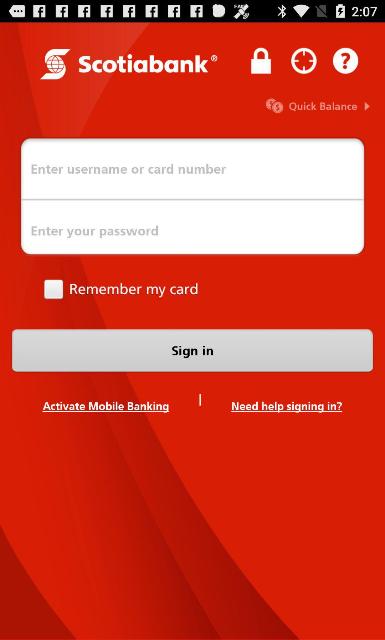 2:07
Scotiabank®
Quick Balance
Enter username or card number
Enter your password
Remember my card
Sign in
Activate Mobile Banking | Need help signing in?